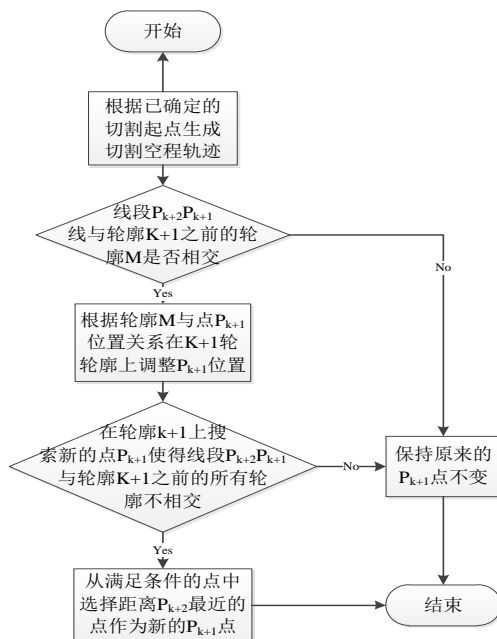 开始
根据已确定的
切割起点生成
切割空程轨迹
线段Pk+2Pk+1
线与轮廓K+1之前的轮
廓M是否相交
No
Yes
根据轮廓M与点Pk+1
位置关系在K+1轮
轮廓上调整Pk+1位置
在轮廓k+1上搜
索新的点Pk+1使得线段Pk+2Pk+1
与轮廓K+1之前的所有轮
廓不相交
No
保持原来的
Pk+1点不变
Yes
从满足条件的点中
选择距离Pk+2最近的
点作为新的Pk+1点
结束